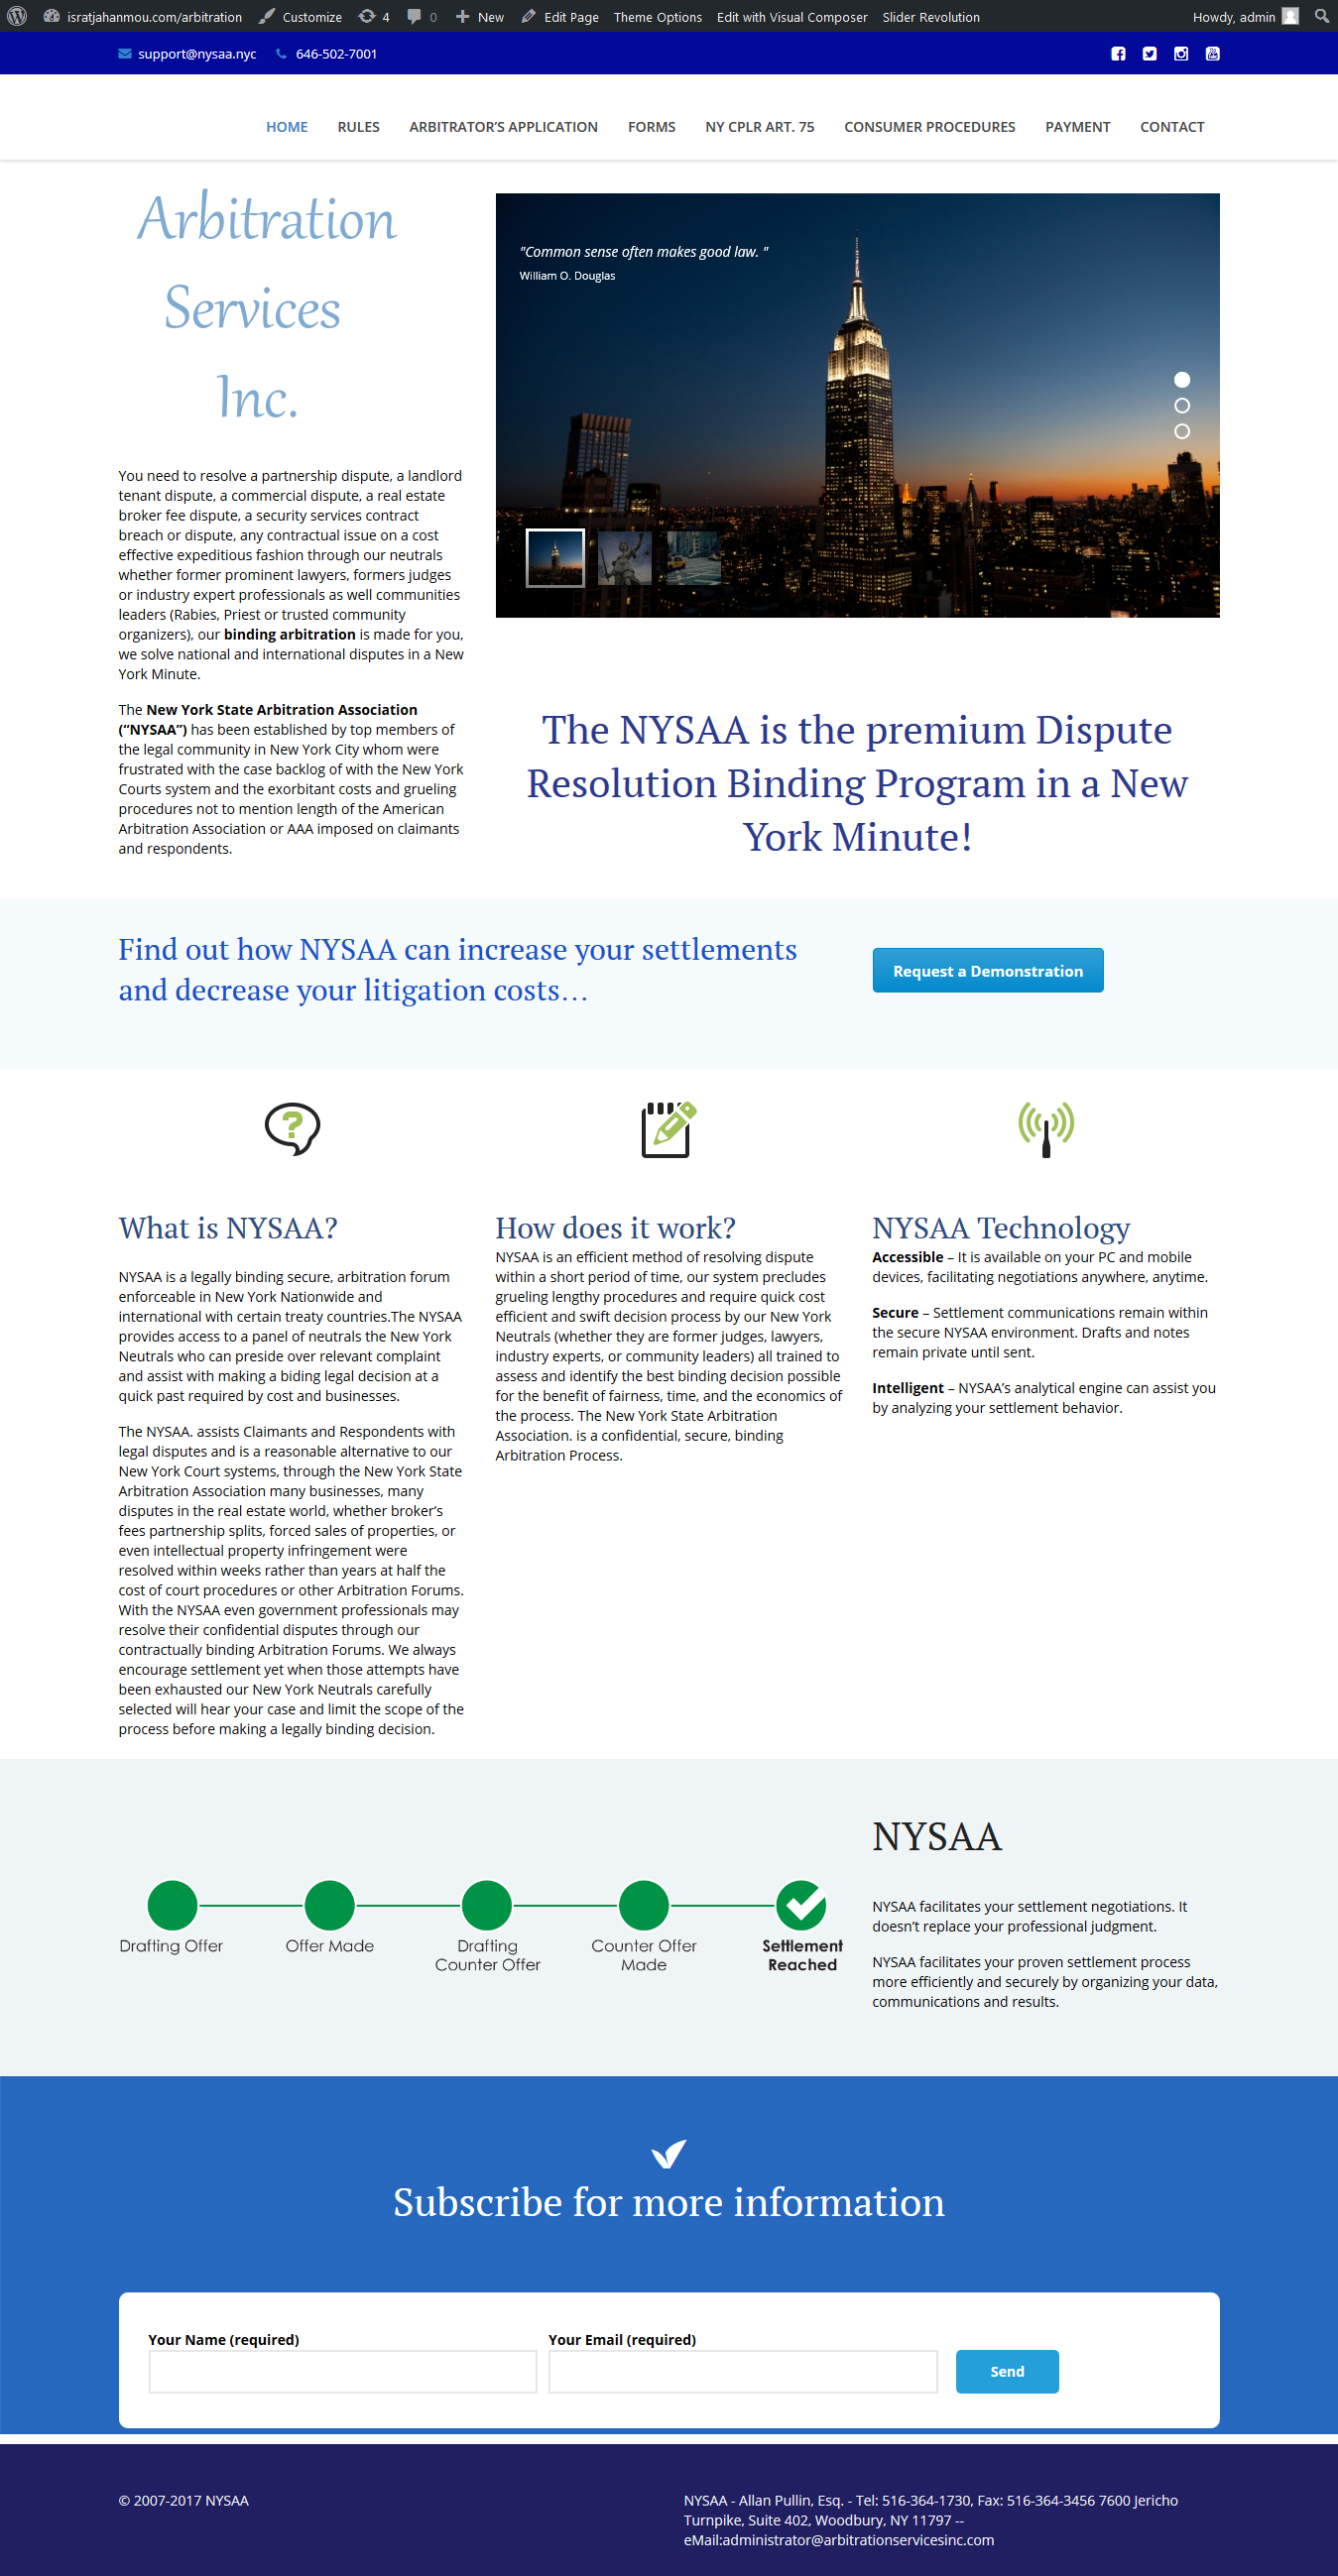 isratjahanmou.com/arbitration Customize 4 0 New Edit Page Theme Options Edit with Visual Composer Slider Revolution Howdy, admin
support@nysaa.nyc 646-502-7001
HOME RULES ARBITRATOR'S APPLICATION FORMS NY CPLR ART. 75 CONSUMER PROCEDURES PAYMENT CONTACT
Arbitration
Services
Inc.
You need to resolve a partnership dispute, a landlord
tenant dispute, a commercial dispute, a real estate
broker fee dispute, a security services contract
breach or dispute, any contractual issue on a cost
effective expeditious fashion through our neutrals
whether former prominent lawyers, formers judges
or industry expert professionals as well communities
leaders (Rabies, Priest or trusted community
organizers), our binding arbitration is made for you,
we solve national and international disputes in a New
York Minute.
The New York State Arbitration Association
(“NYSAA”) has been established by top members of
the legal community in New York City whom were
frustrated with the case backlog of with the New York
Courts system and the exorbitant costs and grueling
procedures not to mention length of the American
Arbitration Association or AAA imposed on claimants
and respondents.
"Common sense often makes good law. "
William O. Douglas
The NYSAA is the premium Dispute
Resolution Binding Program in a New
York Minute!
Find out how NYSAA can increase your settlements
and decrease your litigation costs…
Request a Demonstration
What is NYSAA?
NYSAA is a legally binding secure, arbitration forum
enforceable in New York Nationwide and
international with certain treaty countries.The NYSAA
provides access to a panel of neutrals the New York
Neutrals who can preside over relevant complaint
and assist with making a biding legal decision at a
quick past required by cost and businesses.
The NYSAA. assists Claimants and Respondents with
legal disputes and is a reasonable alternative to our
New York Court systems, through the New York State
Arbitration Association many businesses, many
disputes in the real estate world, whether broker’s
fees partnership splits, forced sales of properties, or
even intellectual property infringement were
resolved within weeks rather than years at half the
cost of court procedures or other Arbitration Forums.
With the NYSAA even government professionals may
resolve their confidential disputes through our
contractually binding Arbitration Forums. We always
encourage settlement yet when those attempts have
been exhausted our New York Neutrals carefully
selected will hear your case and limit the scope of the
process before making a legally binding decision.
How does it work?
NYSAA is an efficient method of resolving dispute
within a short period of time, our system precludes
grueling lengthy procedures and require quick cost
efficient and swift decision process by our New York
Neutrals (whether they are former judges, lawyers,
industry experts, or community leaders) all trained to
assess and identify the best binding decision possible
for the benefit of fairness, time, and the economics of
the process. The New York State Arbitration
Association. is a confidential, secure, binding
Arbitration Process.
NYSAA Technology
Accessible – It is available on your PC and mobile
devices, facilitating negotiations anywhere, anytime.
Secure – Settlement communications remain within
the secure NYSAA environment. Drafts and notes
remain private until sent.
Intelligent – NYSAA’s analytical engine can assist you
by analyzing your settlement behavior.
Drafting Offer
Offer Made
Drafting
Counter Offer
Counter Offer
Made
Settlement
Reached
NYSAA
NYSAA facilitates your settlement negotiations. It
doesn’t replace your professional judgment.
NYSAA facilitates your proven settlement process
more efficiently and securely by organizing your data,
communications and results.
Subscribe for more information
Your Name (required)
Your Email (required)
Send
© 2007-2017 NYSAA
NYSAA - Allan Pullin, Esq. - Tel: 516-364-1730, Fax: 516-364-3456 7600 Jericho
Turnpike, Suite 402, Woodbury, NY 11797 --
eMail:administrator@arbitrationservicesinc.com